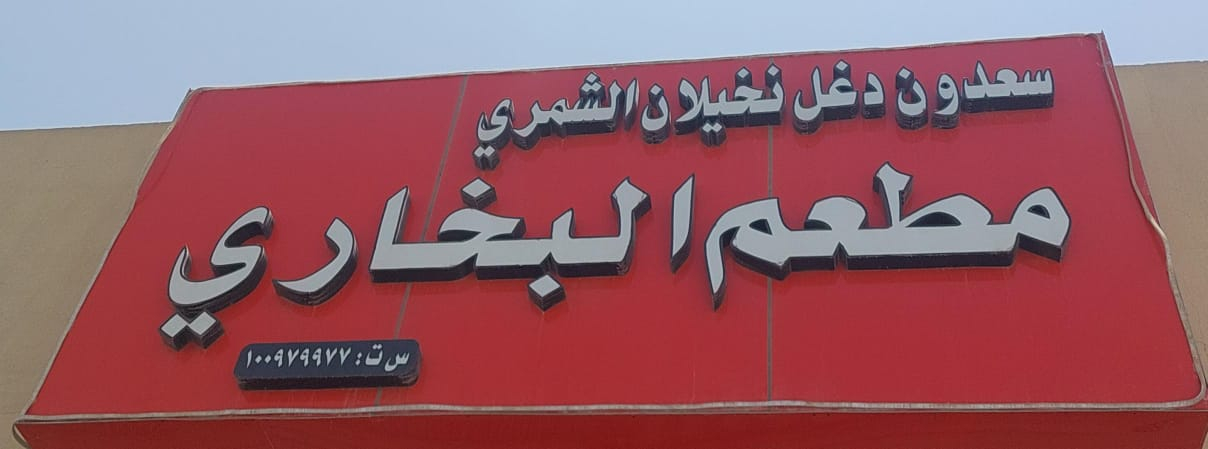 سعدون دغل نخيلان الشمري
مطعم البخاري
س ت : ١٠٠٩٧٩٩٧٧